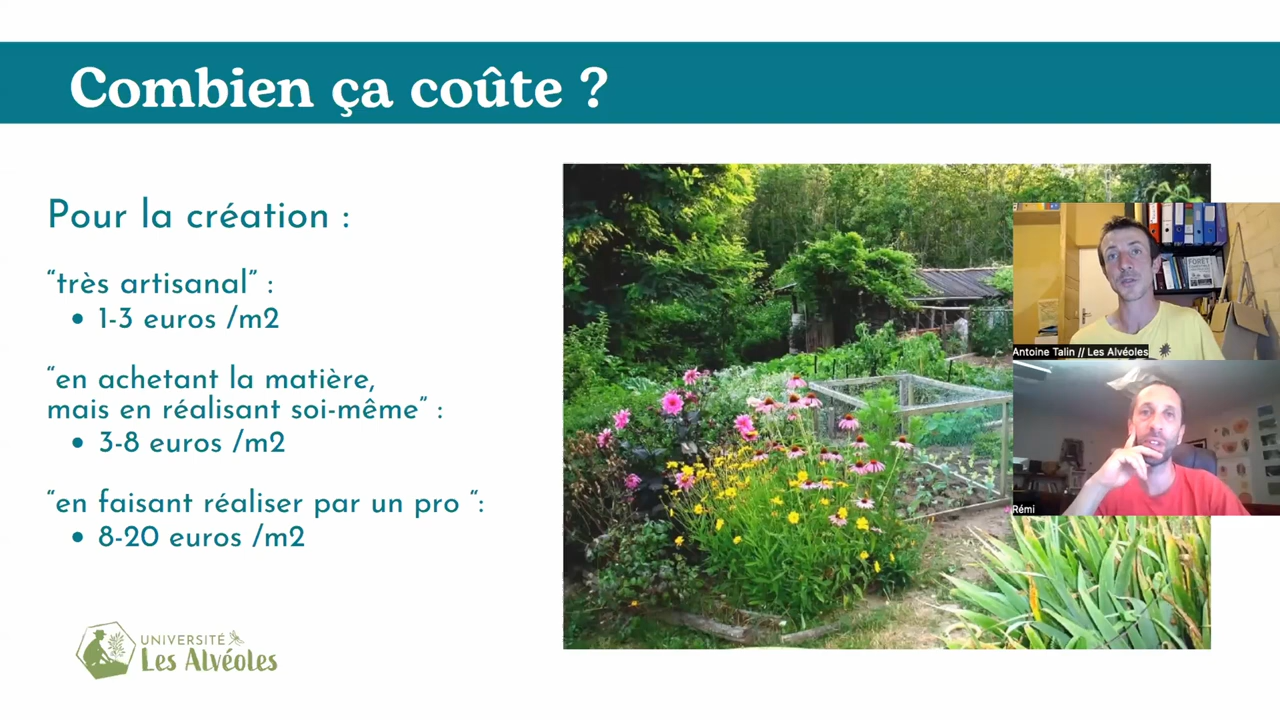 Combien ça coûte ?
Pour la création :
“très artisanal” :
• 1-3 euros /m2
“en achetant la matière,
mais en réalisant soi-même” :
• 3-8 euros /m2
“en faisant réaliser par un pro “:
• 8-20 euros /m2
UNIVERSITÉ
Les Alvéoles
FORÊT
Antoine Talin // Les Alvéoles
Rémi